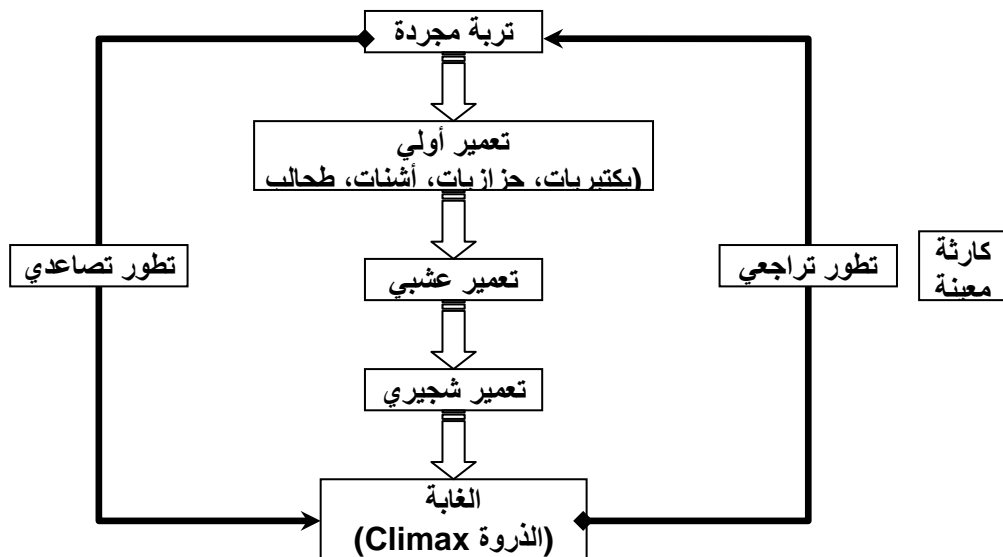 تربة مجردة
تعمير أولي
(بكتيريات، حزازيات، أشنات، طحالب
تطور تصاعدي
تعمير عشبي
تطور تراجعي
كارثة
معينة
تعمير شجيري
الغابة
(الذروة Climax)